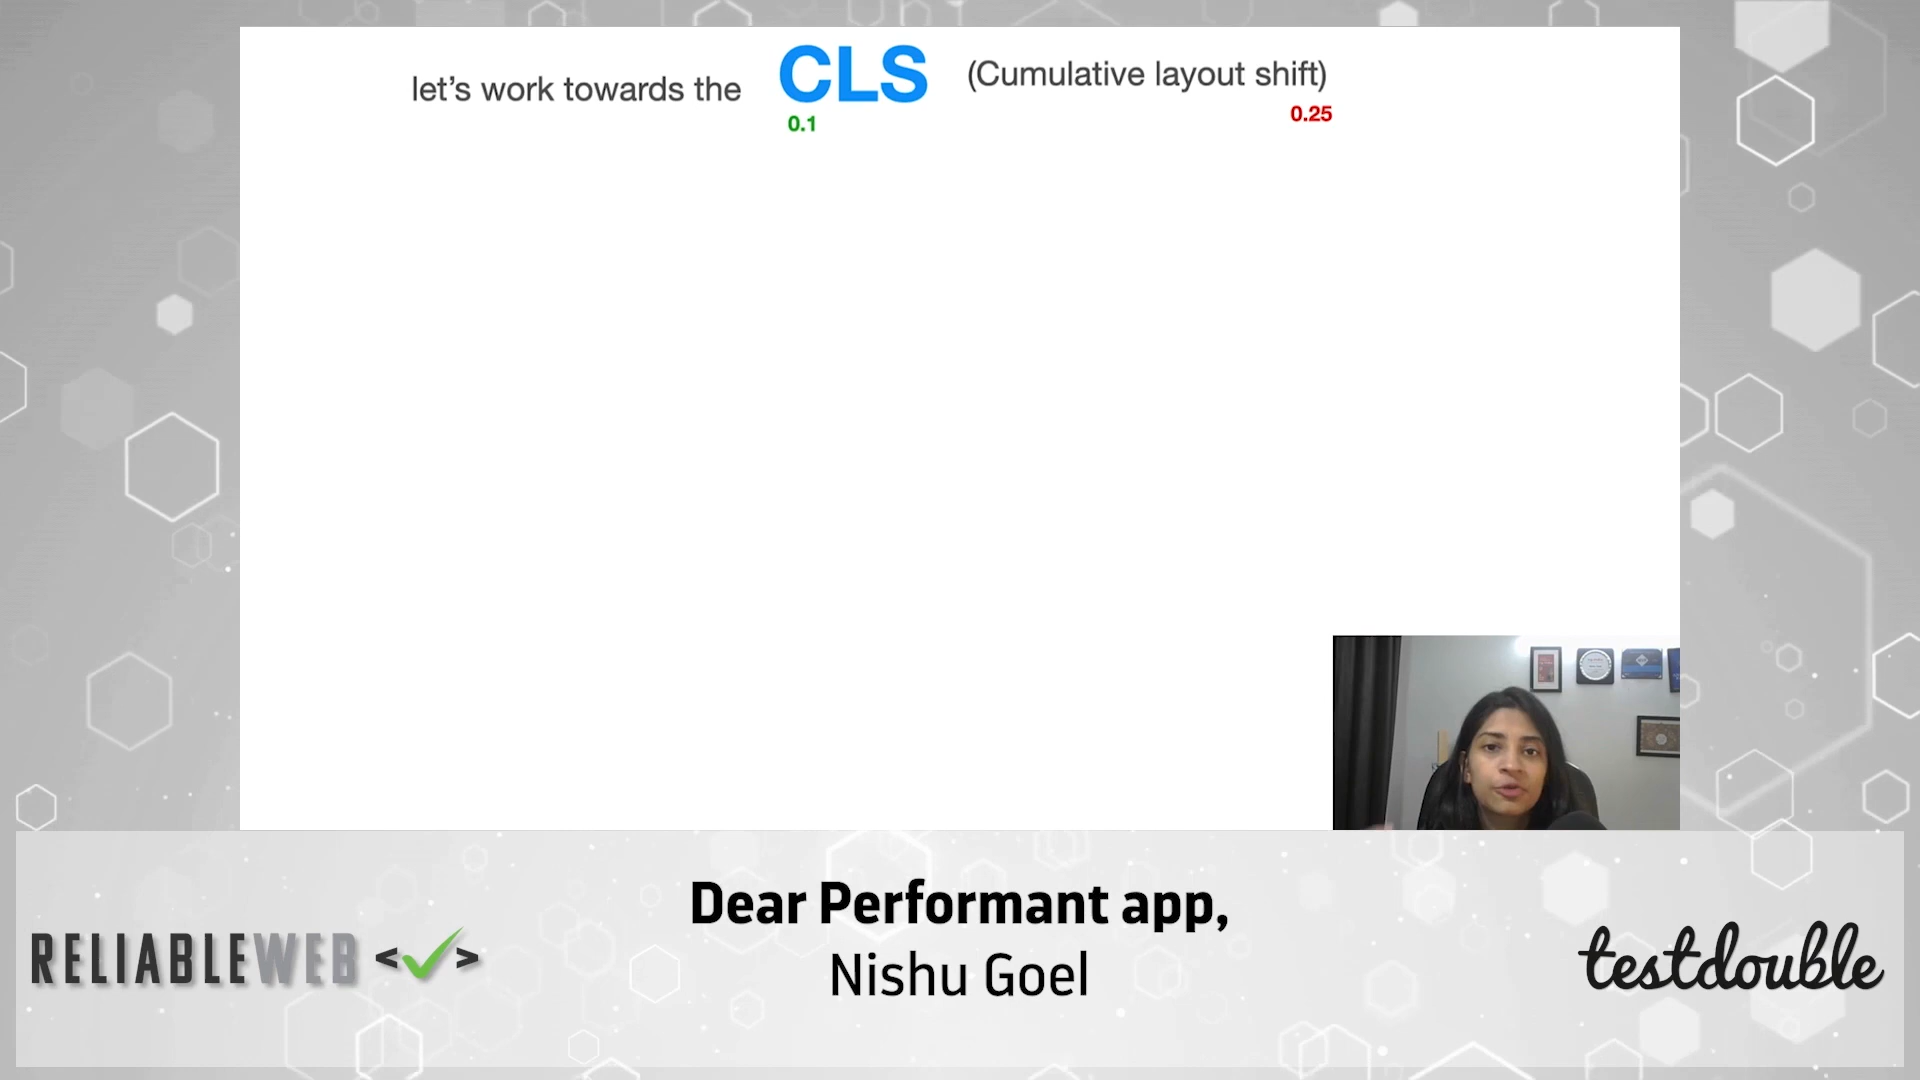 let's work towards the CLS (Cumulative layout shift)
0.1 0.25
Dear Performant app,
Nishu Goel
RELIABLEWEB < >
testdouble